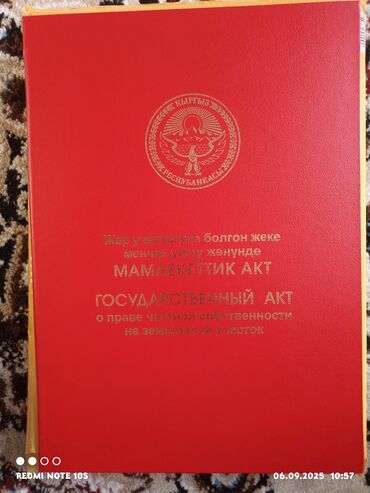 КЫРГЫЗ
РЕСПУБЛИКАСЫ
Жер участогуна болгон жеке
менчик укугу жөнүндө
МАМЛЕКЕТТИК АКТ
ГОСУДАРСТВЕННЫЙ АКТ
о праве частной собственности
на земельный участок
REDMI NOTE 10S
06.09.2025 10:57